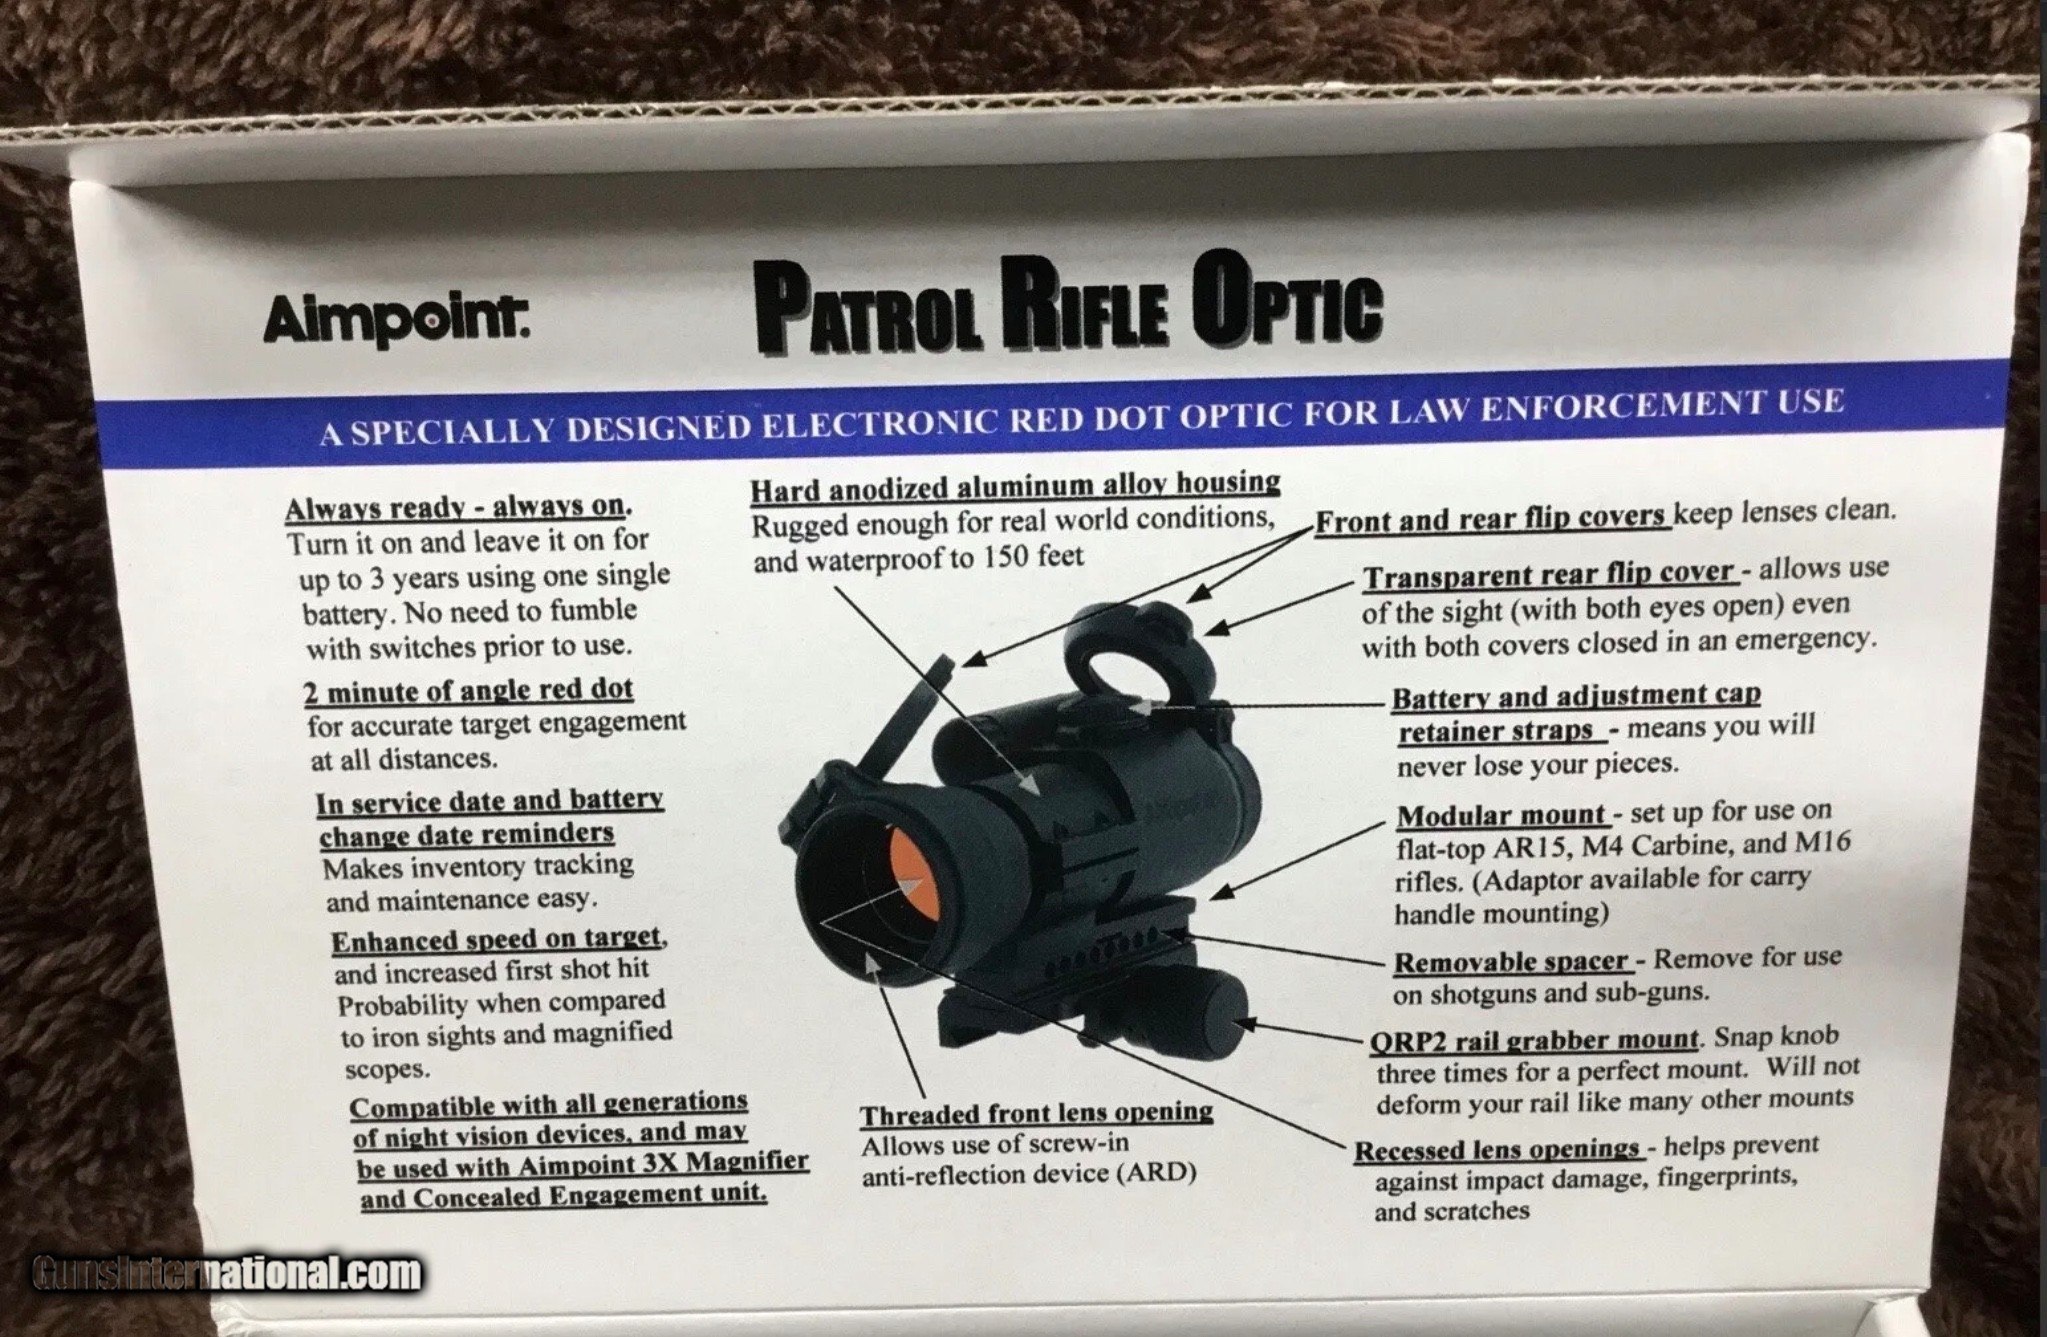 Aimpoint.
PATROL RIFLE OPTIC
A SPECIALLY DESIGNED ELECTRONIC RED DOT OPTIC FOR LAW ENFORCEMENT USE
Always ready - always on.
Turn it on and leave it on for
up to 3 years using one single
battery. No need to fumble
with switches prior to use.
2 minute of angle red dot
for accurate target engagement
at all distances.
In service date and battery
change date reminders
Makes inventory tracking
and maintenance easy.
Enhanced speed on target,
and increased first shot hit
Probability when compared
to iron sights and magnified
scopes.
Compatible with all generations
of night vision devices, and may
be used with Aimpoint 3X Magnifier
and Concealed Engagement unit.
Hard anodized aluminum alloy housing
Rugged enough for real world conditions,
and waterproof to 150 feet
Threaded front lens opening
Allows use of screw-in
anti-reflection device (ARD)
Front and rear flip covers keep lenses clean.
Transparent rear flip cover - allows use
of the sight (with both eyes open) even
with both covers closed in an emergency.
Battery and adjustment cap
retainer straps - means you will
never lose your pieces.
Modular mount - set up for use on
flat-top AR15, M4 Carbine, and M16
rifles. (Adaptor available for carry
handle mounting)
Removable spacer - Remove for use
on shotguns and sub-guns.
QRP2 rail grabber mount. Snap knob
three times for a perfect mount. Will not
deform your rail like many other mounts
Recessed lens openings - helps prevent
against impact damage, fingerprints,
and scratches
GunsInternational.com